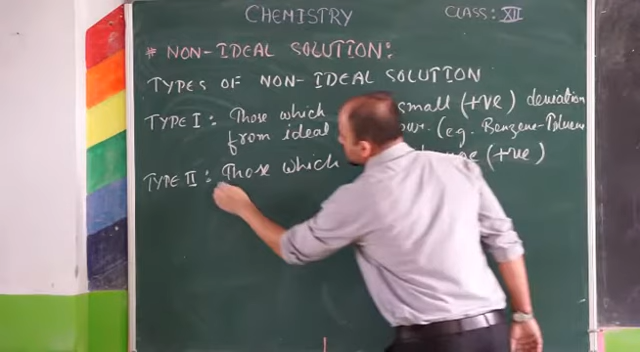 CHEMISTRY
CLASS: XII
* NON-IDEAL SOLUTION:
TYPES OF NON-IDEAL SOLUTION
TYPE I: Those which small (+ve) deviation
from ideal (eg. Benzene-Toluene
TYPE II: Those which (+ve)